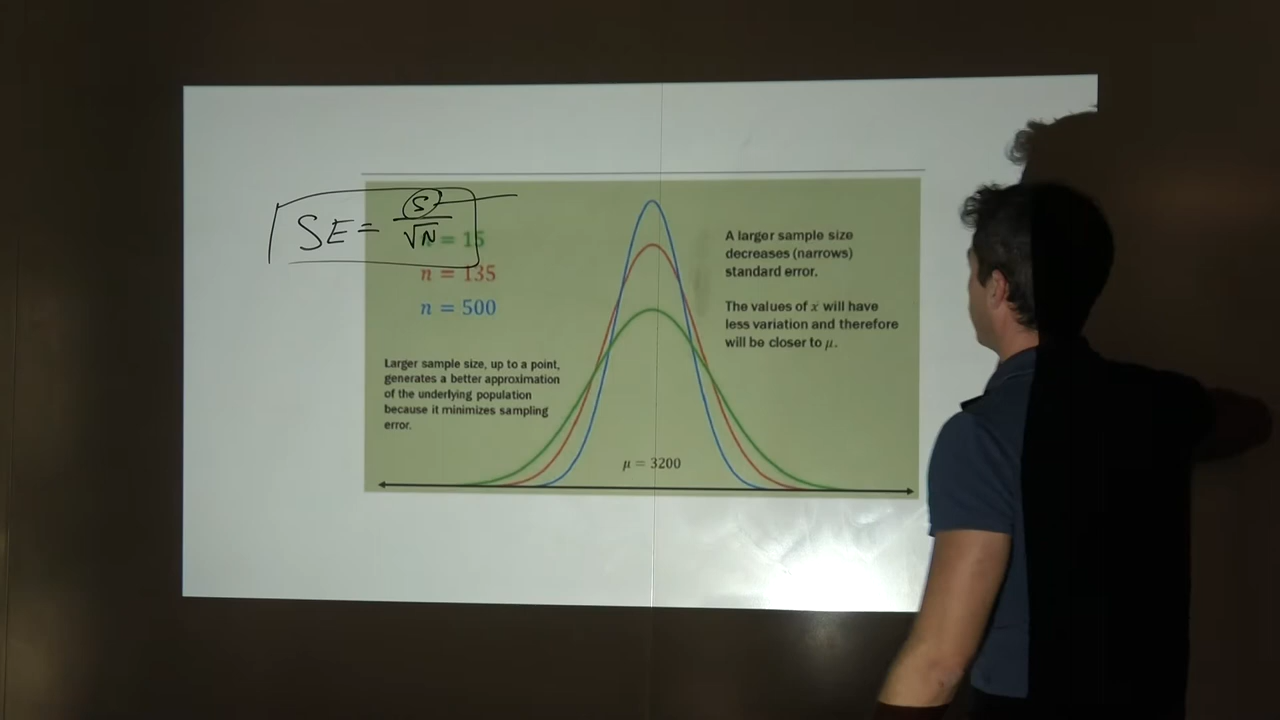 SE = S / √N
n = 15
n = 135
n = 500
Larger sample size, up to a point,
generates a better approximation
of the underlying population
because it minimizes sampling
error.
A larger sample size
decreases (narrows)
standard error.
The values of x̄ will have
less variation and therefore
will be closer to μ.
μ = 3200